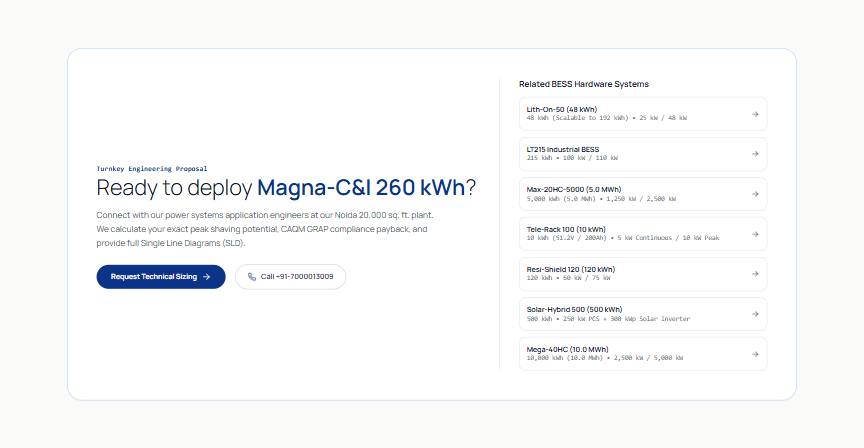 Turnkey Engineering Proposal
Ready to deploy Magna-C&I 260 kWh?
Connect with our power systems application engineers at our Noida 20,000 sq. ft. plant.
We calculate your exact peak shaving potential, CAQM GRAP compliance payback, and
provide full Single Line Diagrams (SLD).
Request Technical Sizing →
Call +91-7000013009
Related BESS Hardware Systems
Lith-On-50 (48 kWh)
48 kWh (Scalable to 192 kWh) • 25 kW / 48 kW
LT215 Industrial BESS
215 kWh • 100 kW / 110 kW
Max-20HC-5000 (5.0 MWh)
5,000 kWh (5.0 MWh) • 1,250 kW / 2,500 kW
Tele-Rack 100 (10 kWh)
10 kWh (51.2V / 200Ah) • 5 kW Continuous / 10 kW Peak
Resi-Shield 120 (120 kWh)
120 kWh • 60 kW / 75 kW
Solar-Hybrid 500 (500 kWh)
500 kWh • 250 kW PCS + 300 kWp Solar Inverter
Mega-40HC (10.0 MWh)
10,000 kWh (10.0 MWh) • 2,500 kW / 5,000 kW